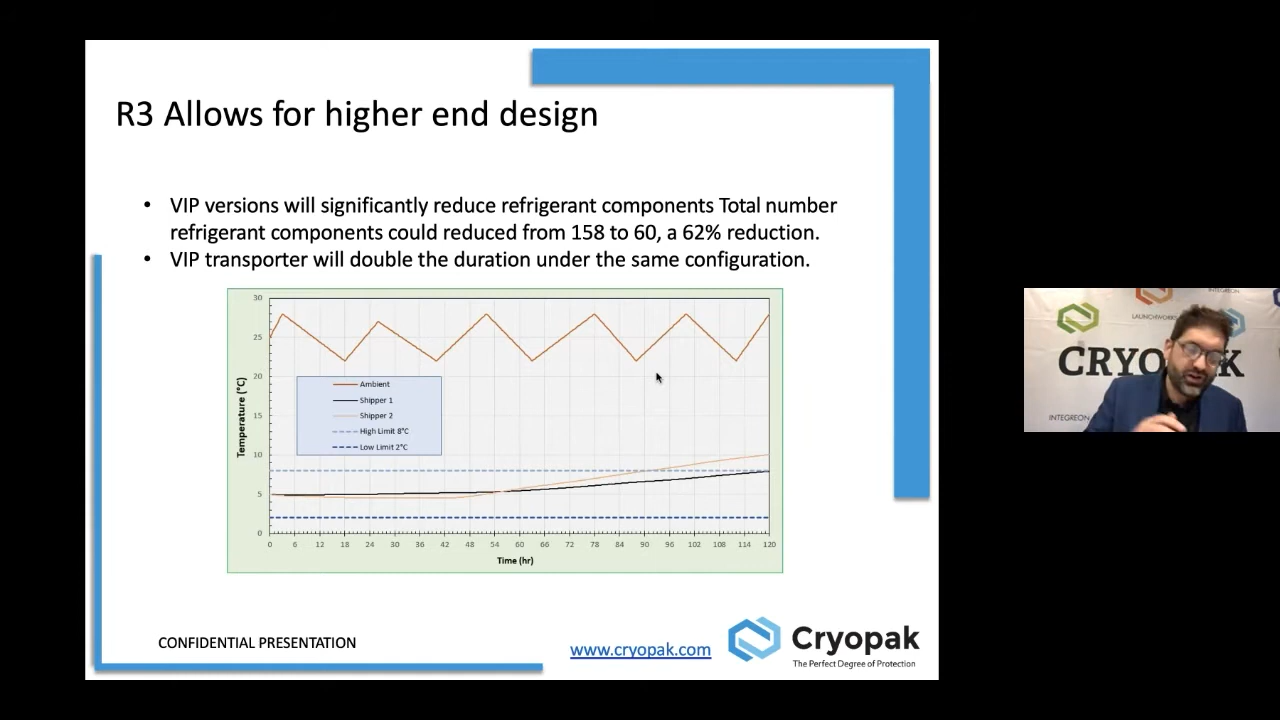 R3 Allows for higher end design
• VIP versions will significantly reduce refrigerant components Total number
refrigerant components could reduced from 158 to 60, a 62% reduction.
• VIP transporter will double the duration under the same configuration.
30
25
20
15
10
5
0
Temperature (°C)
Ambient
Shipper 1
Shipper 2
High Limit 8°C
Low Limit 2°C
0 6 12 18 24 30 36 42 48 54 60 66 72 78 84 90 96 102 108 114 120
Time (hr)
CONFIDENTIAL PRESENTATION
www.cryopak.com
Cryopak
The Perfect Degree of Protection
INTEGREON
LAUNCHWORKS
CRYOPAK
INTEGREON